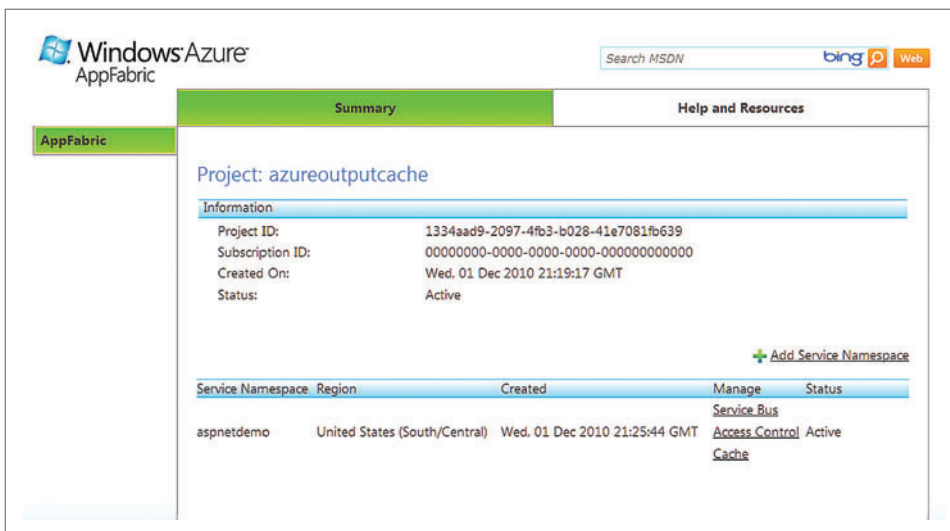 Windows Azure
AppFabric
Search MSDN
bing
Web
Summary
Help and Resources
AppFabric
Project: azureoutputcache
Information
Project ID: 1334aad9-2097-4fb3-b028-41e7081fb639
Subscription ID: 00000000-0000-0000-0000-000000000000
Created On: Wed, 01 Dec 2010 21:19:17 GMT
Status: Active
Add Service Namespace
Service Namespace Region Created Manage Status
Service Bus
aspnetdemo United States (South/Central) Wed, 01 Dec 2010 21:25:44 GMT Access Control Active
Cache